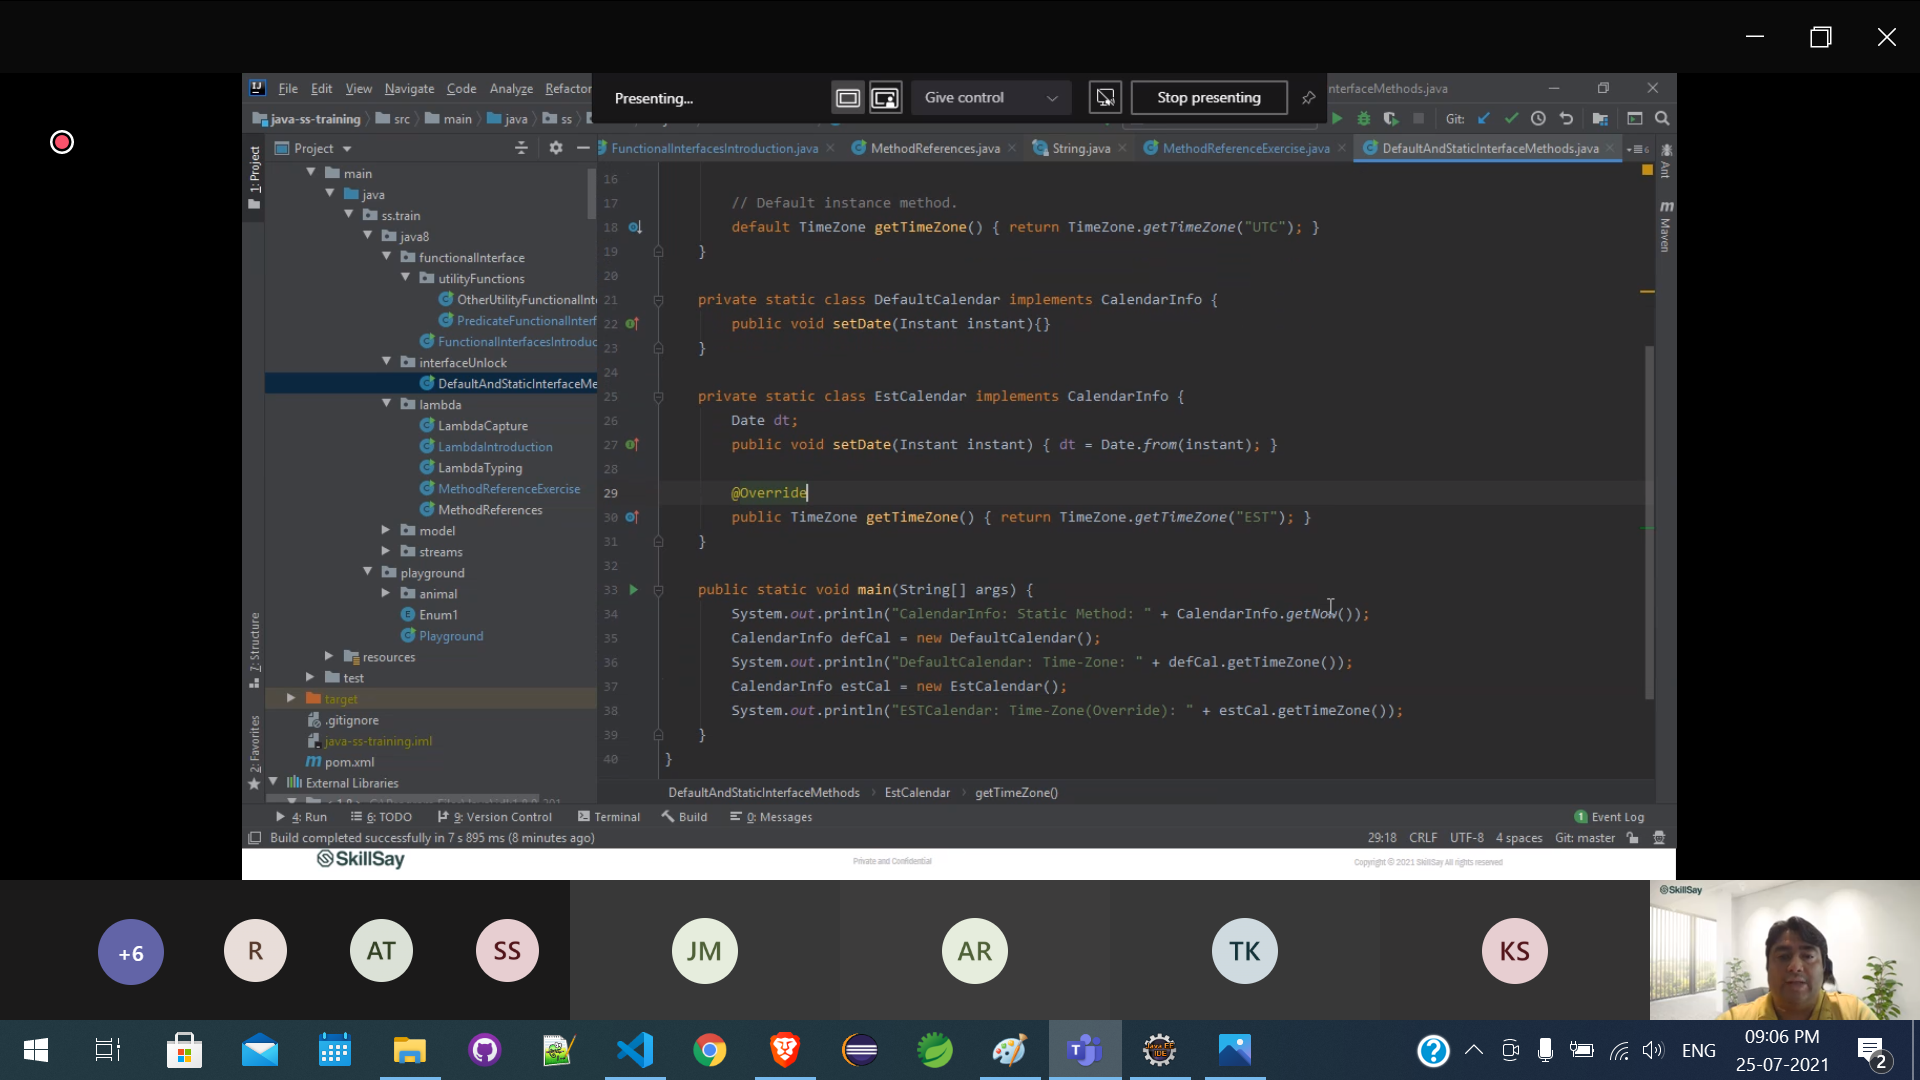 File Edit View Navigate Code Analyze Refactor
Presenting...
Give control
Stop presenting
nterfaceMethods.java
java-ss-training src main java ss
Git:
1: Project
Project
FunctionalInterfacesIntroduction.java
MethodReferences.java
String.java
MethodReferenceExercise.java
DefaultAndStaticInterfaceMethods.java
6
Ant
m Maven
main
java
ss.train
java8
functionalInterface
utilityFunctions
OtherUtilityFunctionalInt
PredicateFunctionalInterf
FunctionalInterfacesIntroduc
interfaceUnlock
DefaultAndStaticInterfaceMe
lambda
LambdaCapture
LambdaIntroduction
LambdaTyping
MethodReferenceExercise
MethodReferences
model
streams
playground
animal
Enum1
Playground
resources
test
target
.gitignore
java-ss-training.iml
m pom.xml
External Libraries
7: Structure
2: Favorites
16
17 // Default instance method.
18 default TimeZone getTimeZone() { return TimeZone.getTimeZone("UTC"); }
19 }
20
21 private static class DefaultCalendar implements CalendarInfo {
22 public void setDate(Instant instant){}
23 }
24
25 private static class EstCalendar implements CalendarInfo {
26 Date dt;
27 public void setDate(Instant instant) { dt = Date.from(instant); }
28
29 @Override
30 public TimeZone getTimeZone() { return TimeZone.getTimeZone("EST"); }
31 }
32
33 public static void main(String[] args) {
34 System.out.println("CalendarInfo: Static Method: " + CalendarInfo.getNow());
35 CalendarInfo defCal = new DefaultCalendar();
36 System.out.println("DefaultCalendar: Time-Zone: " + defCal.getTimeZone());
37 CalendarInfo estCal = new EstCalendar();
38 System.out.println("ESTCalendar: Time-Zone(Override): " + estCal.getTimeZone());
39 }
40 }
DefaultAndStaticInterfaceMethods EstCalendar getTimeZone()
4: Run 6: TODO 9: Version Control Terminal Build 0: Messages
1 Event Log
Build completed successfully in 7 s 895 ms (8 minutes ago)
29:18 CRLF UTF-8 4 spaces Git: master
SkillSay
Private and Confidential
Copyright © 2021 SkillSay All rights reserved
+6 R AT SS JM AR TK KS
SkillSay
ENG
09:06 PM
25-07-2021
2